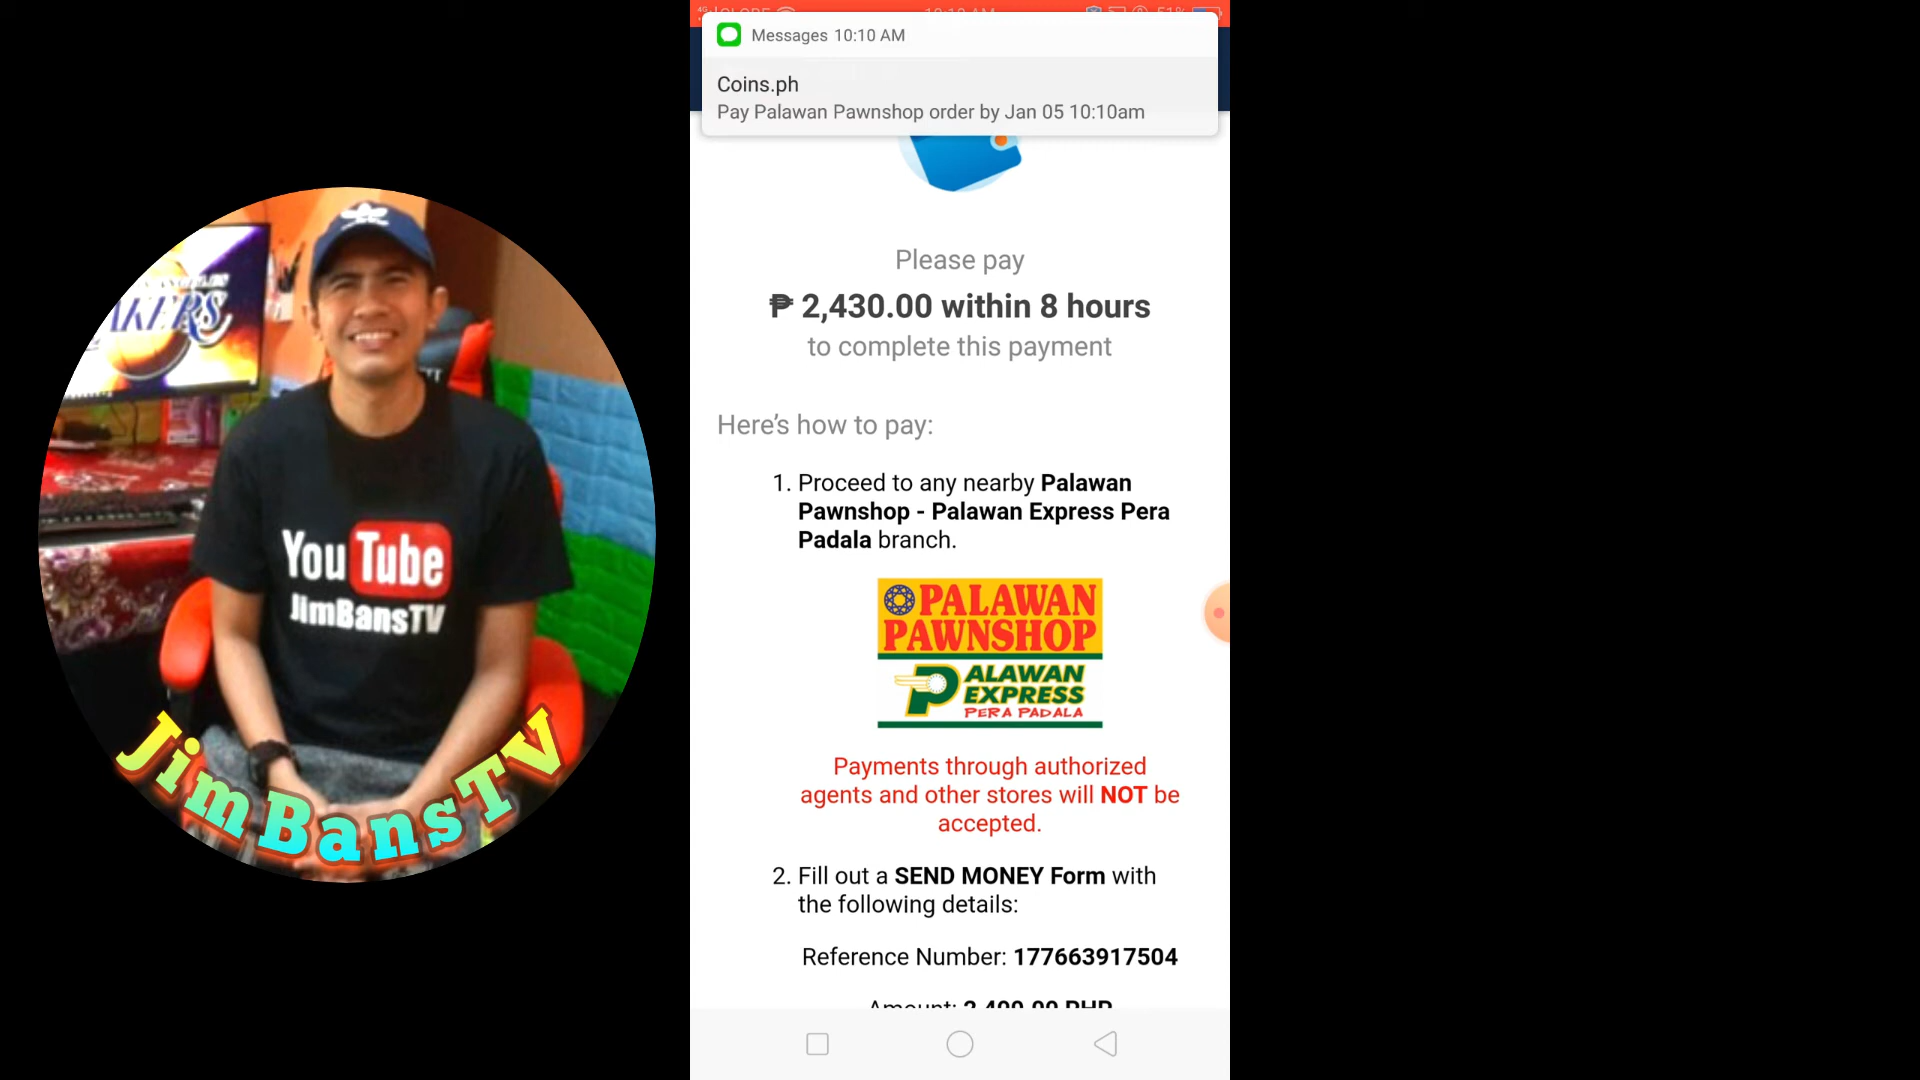 Messages 10:10 AM
Coins.ph
Pay Palawan Pawnshop order by Jan 05 10:10am
Please pay
₱ 2,430.00 within 8 hours
to complete this payment
Here’s how to pay:
1. Proceed to any nearby Palawan
Pawnshop - Palawan Express Pera
Padala branch.
PALAWAN
PAWNSHOP
PALAWAN
EXPRESS
PERA PADALA
Payments through authorized
agents and other stores will NOT be
accepted.
2. Fill out a SEND MONEY Form with
the following details:
Reference Number: 177663917504
AKERS
YouTube
JimBansTV
JimBansTV